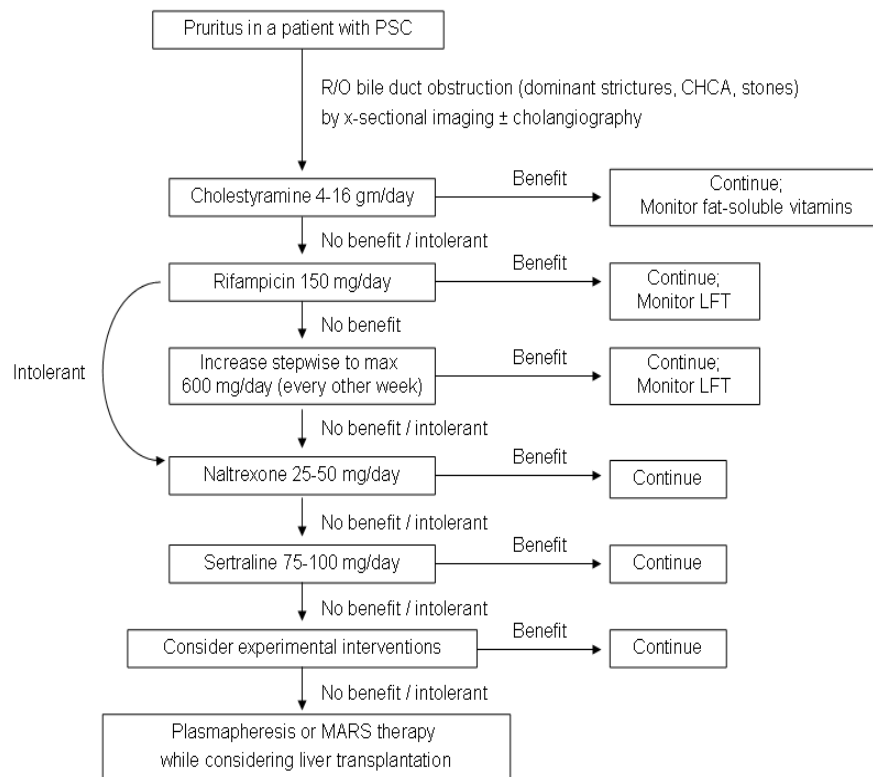 Pruritus in a patient with PSC
R/O bile duct obstruction (dominant strictures, CHCA, stones)
by x-sectional imaging ± cholangiography
Cholestyramine 4-16 gm/day
Benefit
Continue;
Monitor fat-soluble vitamins
No benefit / intolerant
Rifampicin 150 mg/day
Benefit
Continue;
Monitor LFT
Intolerant
No benefit
Increase stepwise to max
600 mg/day (every other week)
Benefit
Continue;
Monitor LFT
No benefit / intolerant
Naltrexone 25-50 mg/day
Benefit
Continue
No benefit / intolerant
Sertraline 75-100 mg/day
Benefit
Continue
No benefit / intolerant
Consider experimental interventions
Benefit
Continue
No benefit / intolerant
Plasmapheresis or MARS therapy
while considering liver transplantation